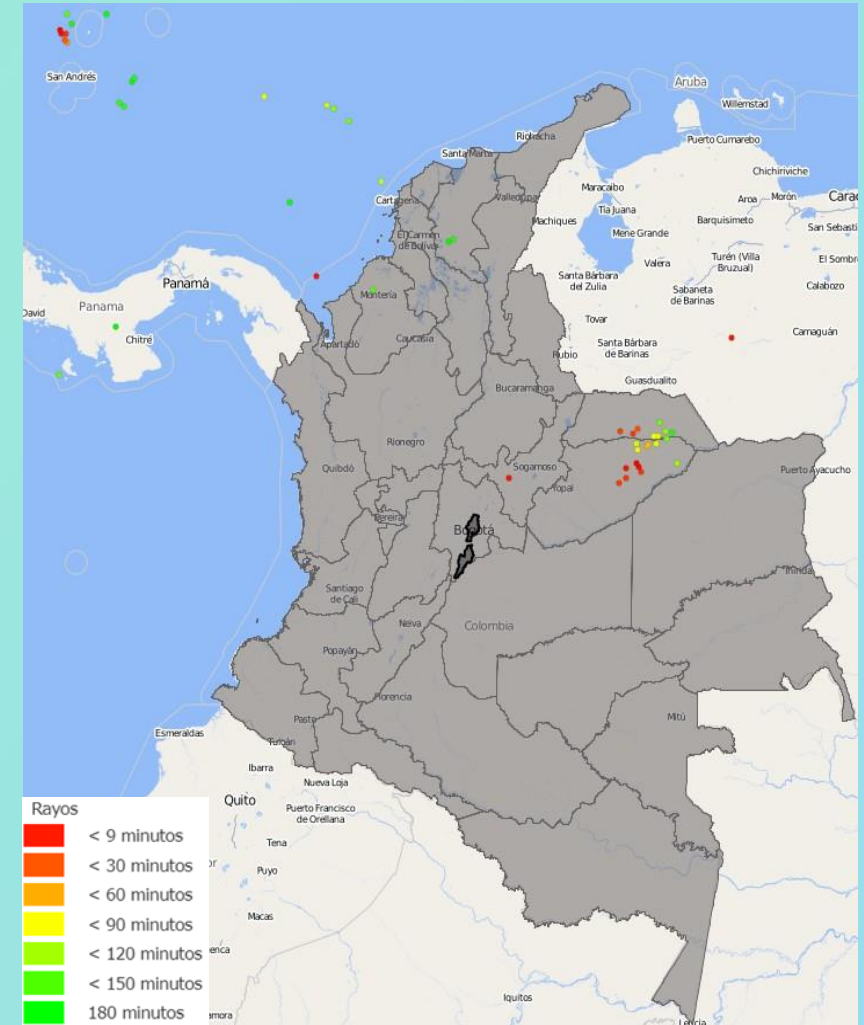 San Andrés
Aruba
Willemstad
Riohacha
Puerto Cumarebo
Santa Marta
Chichiriviche
Maracaibo
Cartagena
Valledupar
Aroa
Morón
Carac
Tía Juana
Machiques
Barquisimeto
San Sebasti
El Carmen
de Bolívar
Mene Grande
Valera
Turén (Villa
Bruzual)
El Sombr
Panamá
Santa Bárbara
del Zulia
Sabaneta
de Barinas
Calabozo
Montería
David
Panama
Chitré
Tovar
Camaguán
Caucasia
Apartadó
Santa Bárbara
de Barinas
Rubio
Guasdualito
Bucaramanga
Rionegro
Quibdó
Sogamoso
Puerto Ayacucho
Yopal
Pereira
Bogotá
Inírida
Santiago
de Cali
Neiva
Colombia
Popayán
Florencia
Mitú
Pasto
Esmeraldas
Tumaco
Ibarra
Nueva Loja
Quito
Puerto Francisco
de Orellana
Tena
Puyo
Macas
Iquitos
Leticia
Rayos
< 9 minutos
< 30 minutos
< 60 minutos
< 90 minutos
< 120 minutos
< 150 minutos
180 minutos